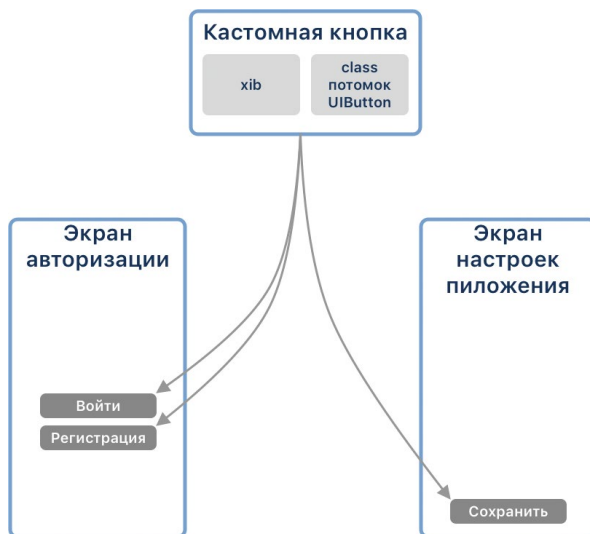 Кастомная кнопка
xib
class
потомок
UIButton
Экран
авторизации
Войти
Регистрация
Экран
настроек
пиложения
Сохранить